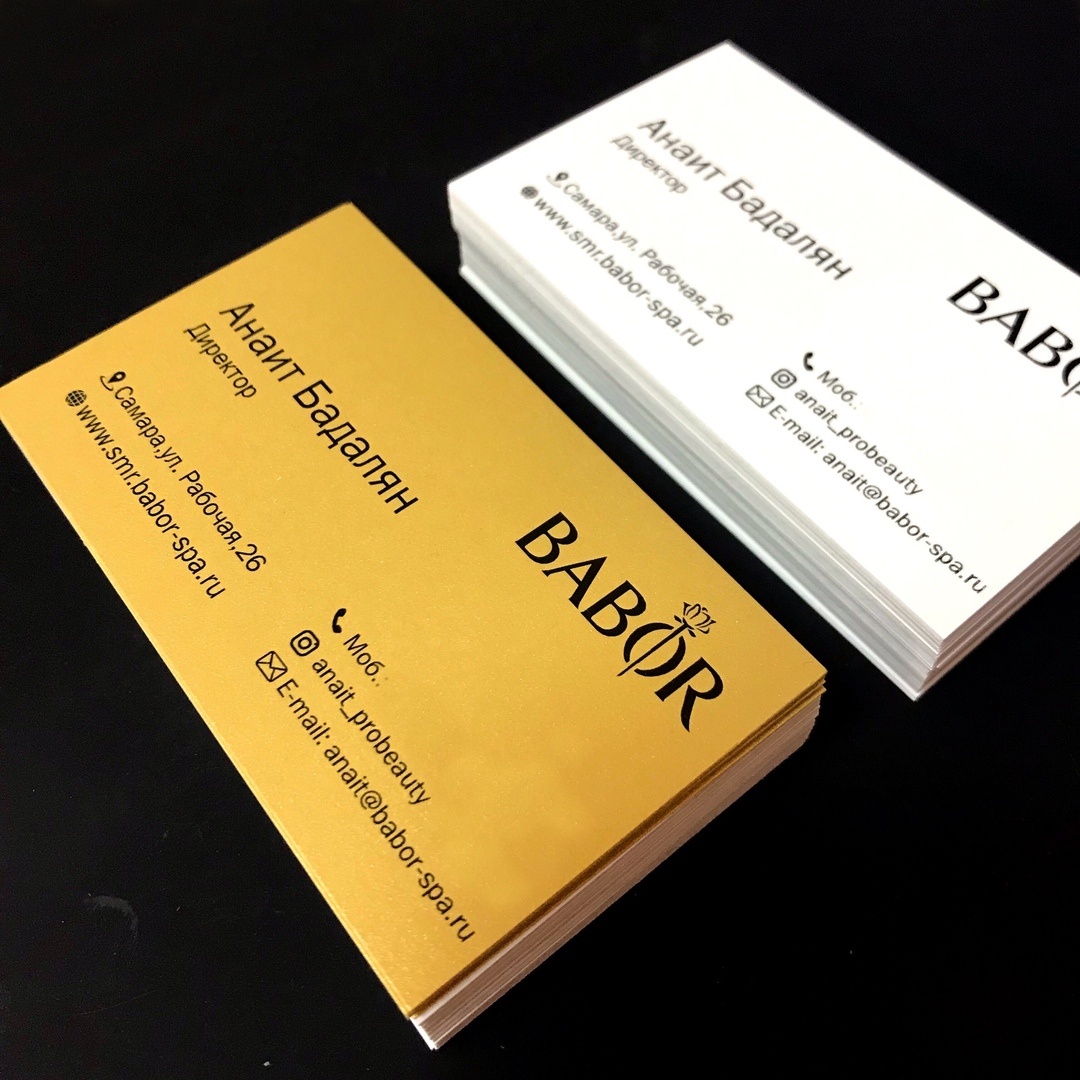 Анаит Бадалян
Директор
Самара,ул. Рабочая,26
www.smr.babor-spa.ru
BABOR
Моб.:
anait_probeauty
E-mail: anait@babor-spa.ru
Анаит Бадалян
Директор
Самара,ул. Рабочая,26
www.smr.babor-spa.ru
BABO
Моб.:
anait_probeauty
E-mail: anait@babor-spa.ru